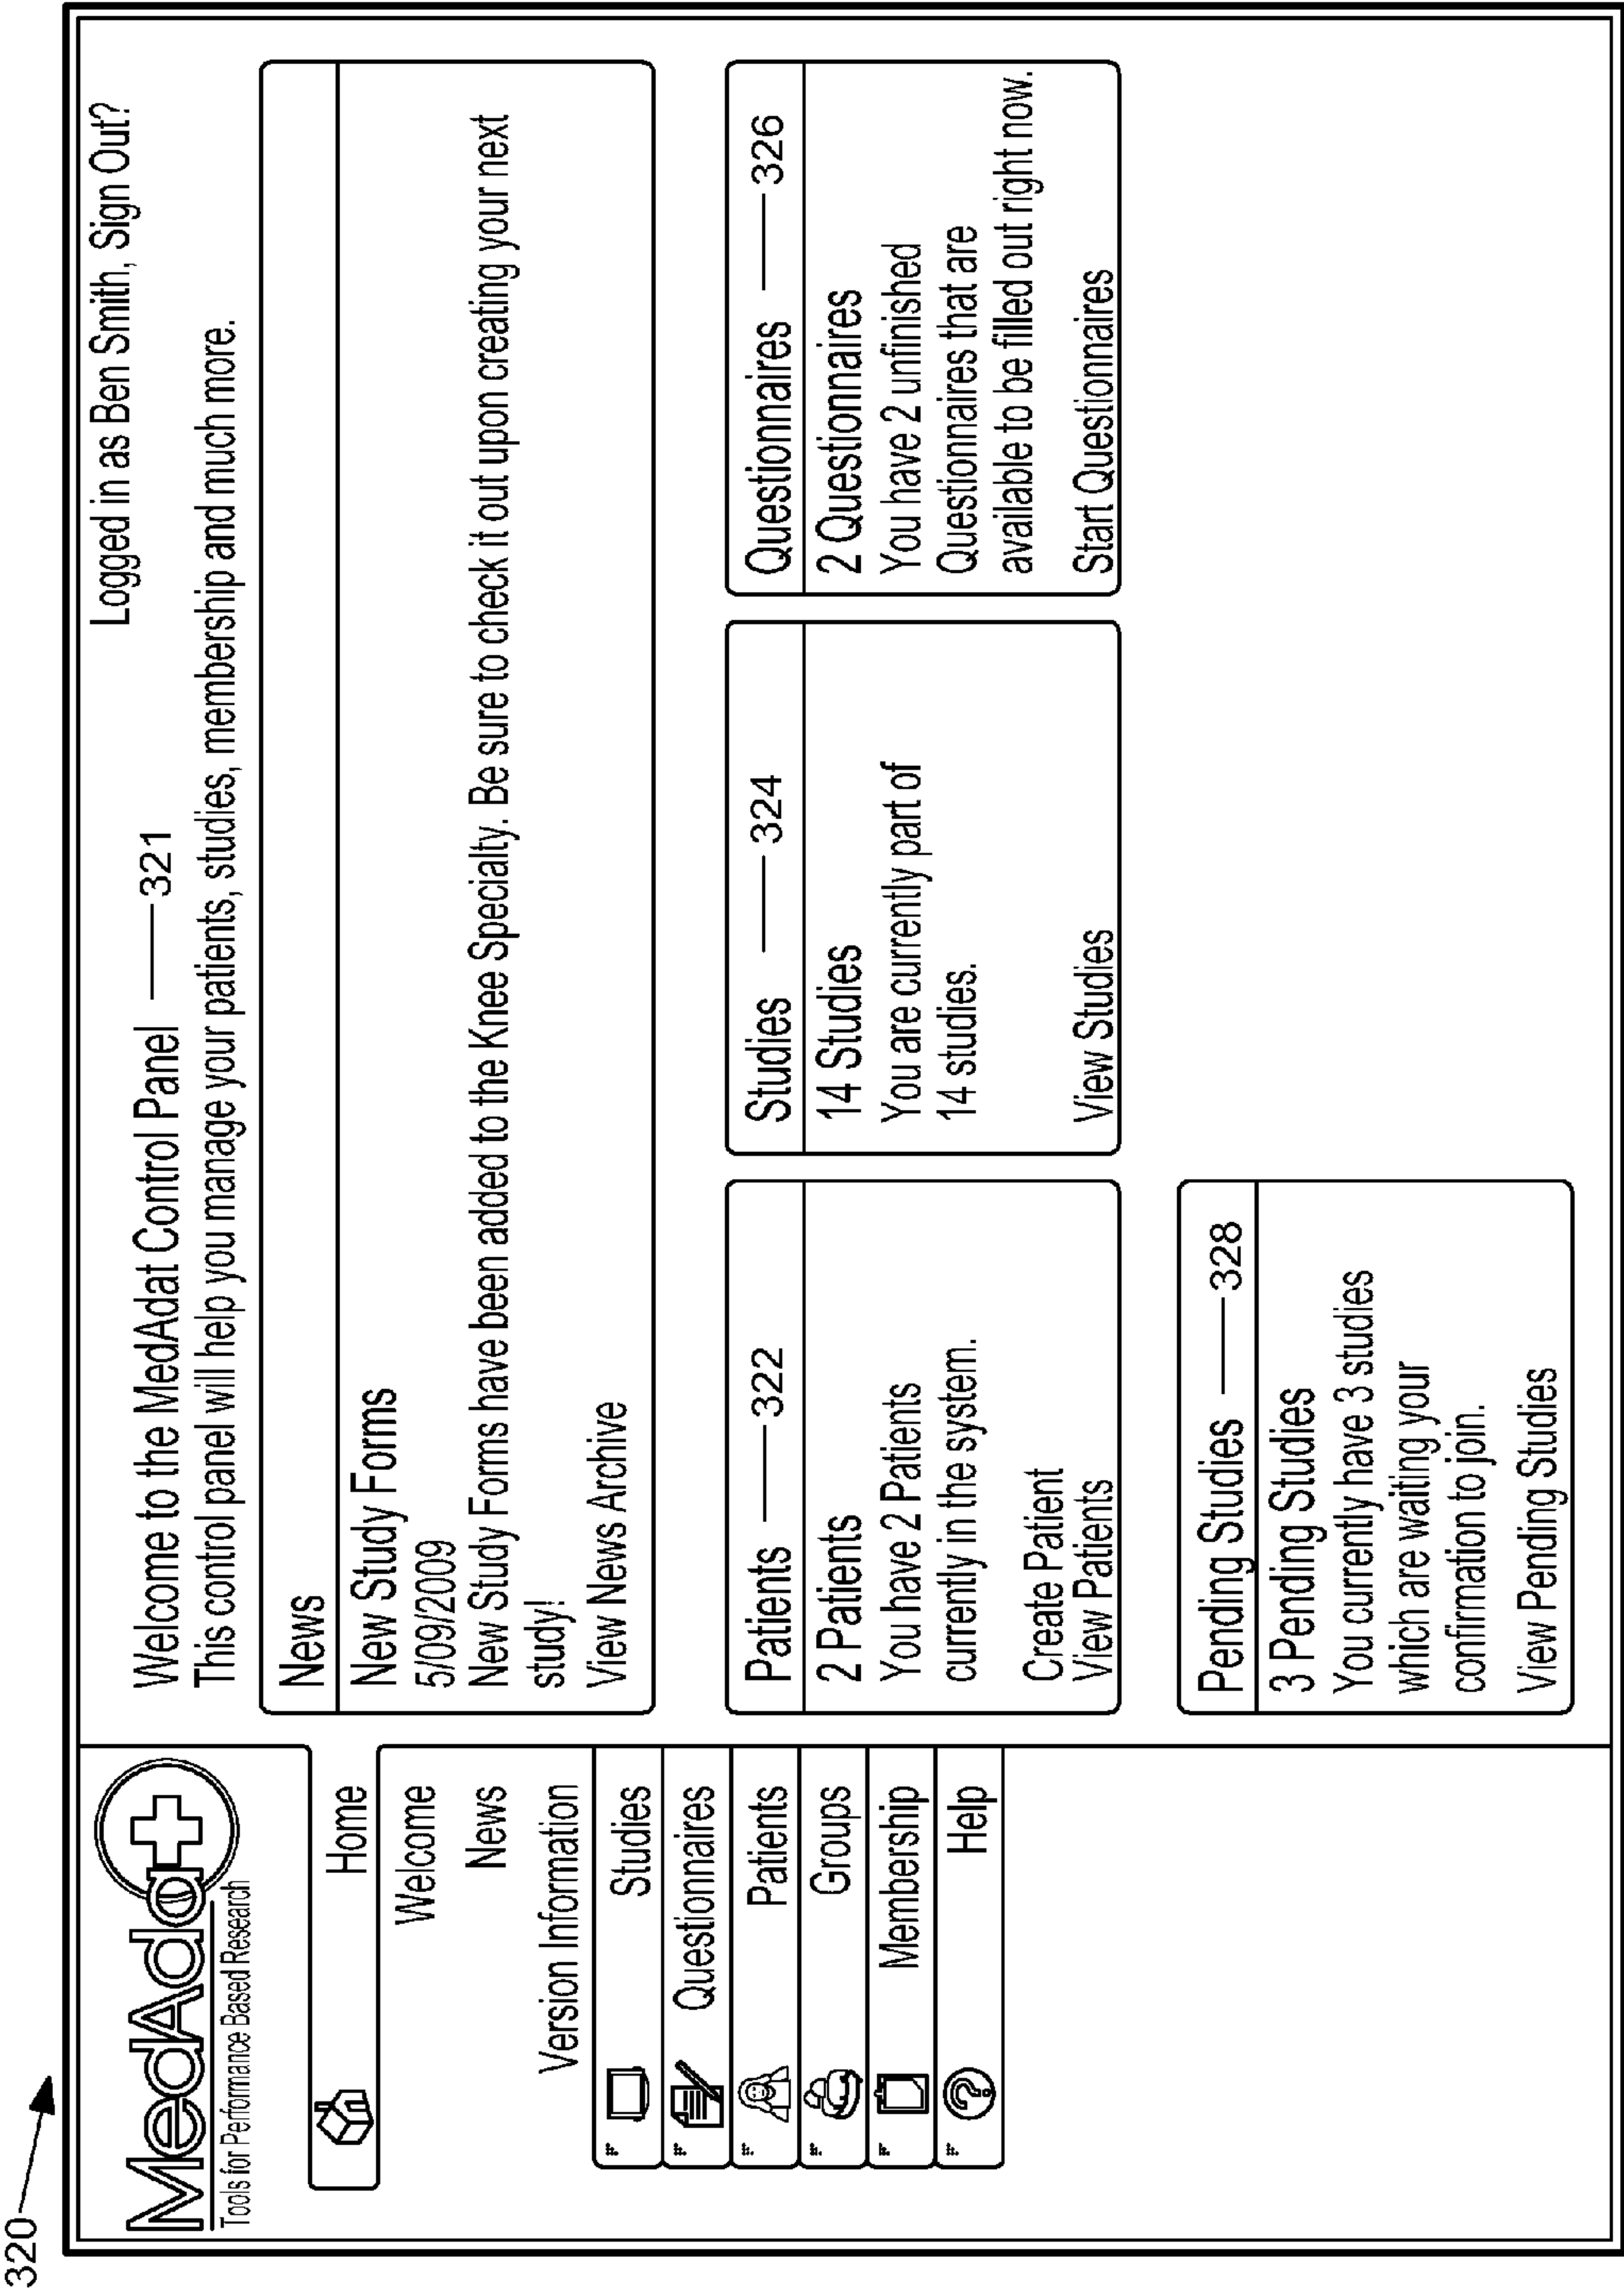 320
MedAda+
Tools for Performance Based Research
Home
Welcome
News
Version Information
Studies
Questionnaires
Patients
Groups
Membership
Help
Logged in as Ben Smith, Sign Out?
Welcome to the MedAdat Control Panel 321
This control panel will help you manage your patients, studies, membership and much more.
News
New Study Forms
5/09/2009
New Study Forms have been added to the Knee Specialty. Be sure to check it out upon creating your next
study!
View News Archive
Patients 322
2 Patients
You have 2 Patients
currently in the system.
Create Patient
View Patients
Studies 324
14 Studies
You are currently part of
14 studies.
View Studies
Questionnaires 326
2 Questionnaires
You have 2 unfinished
Questionnaires that are
available to be filled out right now.
Start Questionnaires
Pending Studies 328
3 Pending Studies
You currently have 3 studies
which are waiting your
confirmation to join.
View Pending Studies